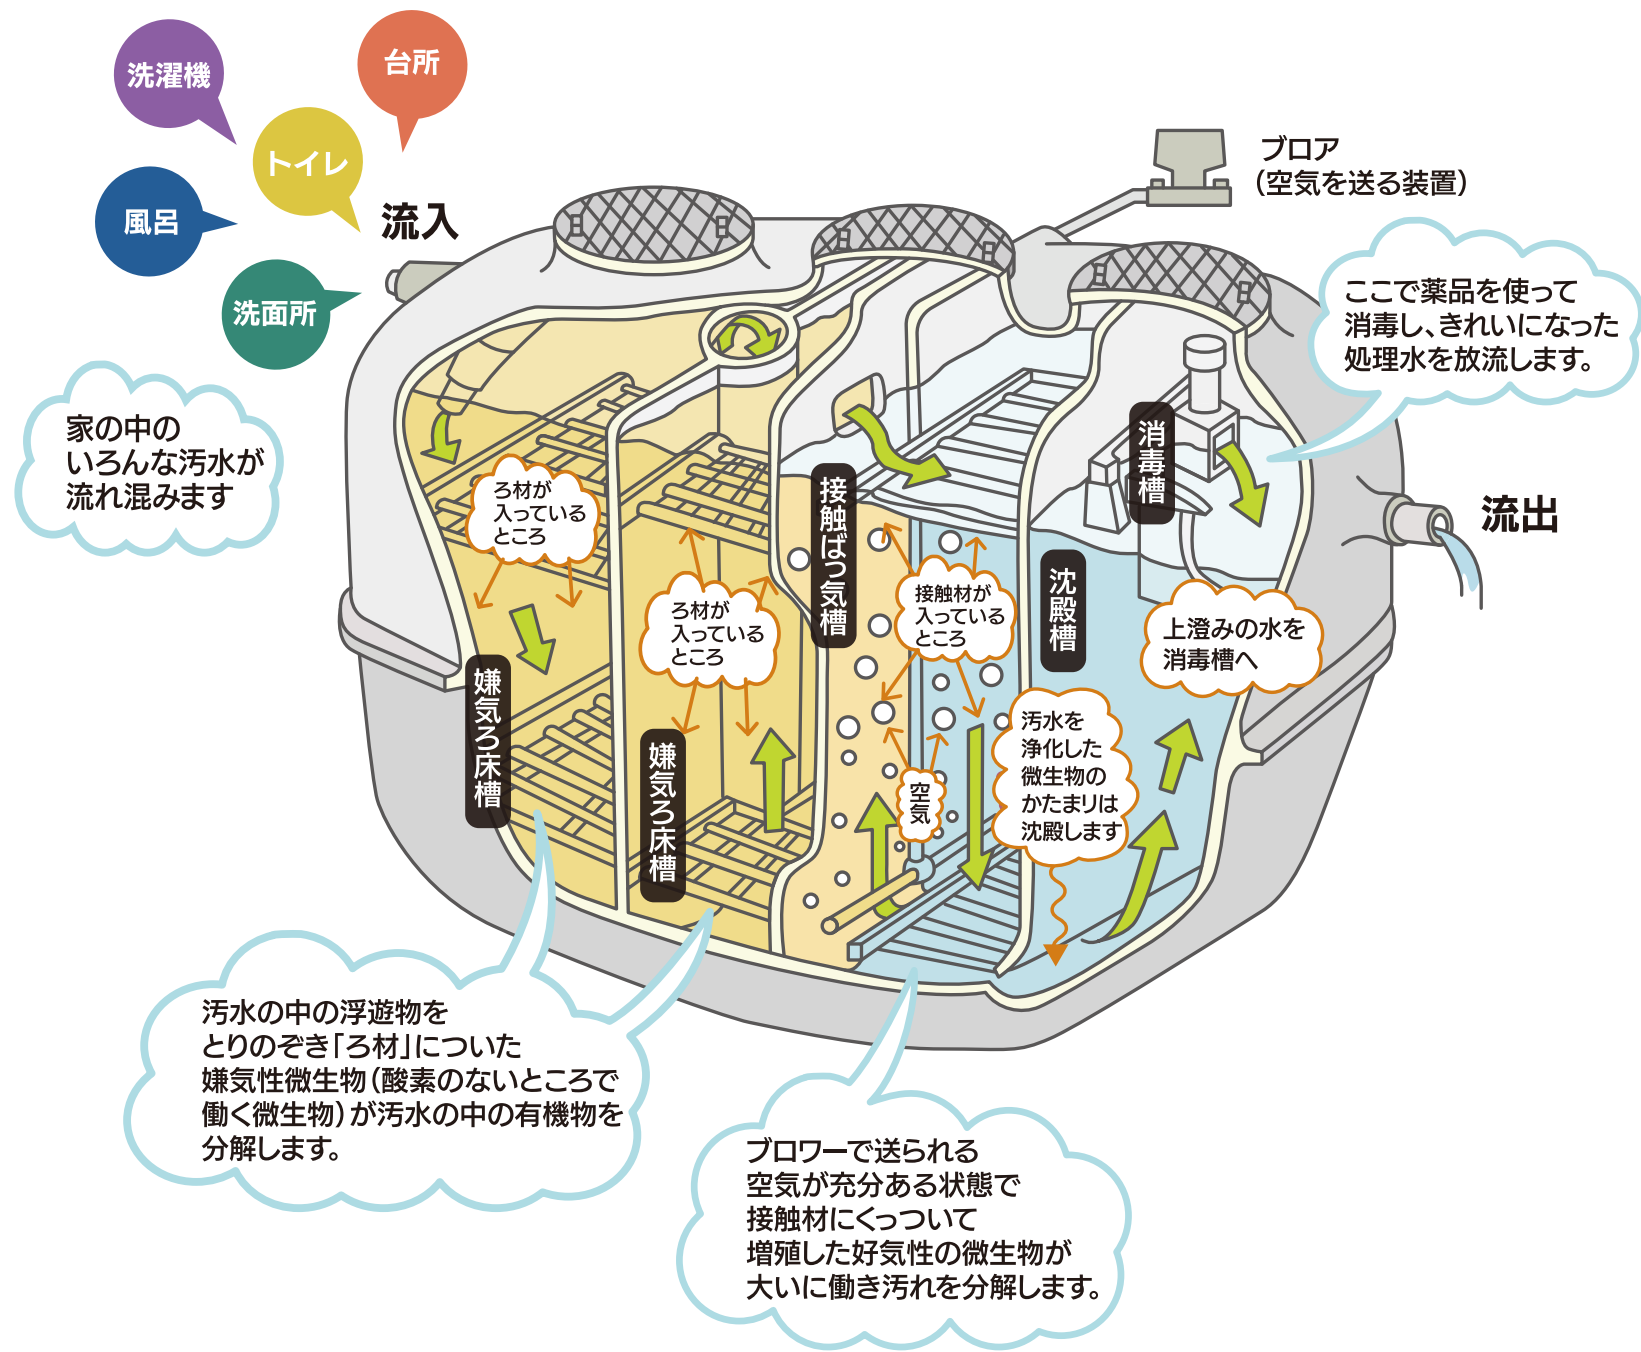 洗濯機
台所
トイレ
風呂
洗面所
流入
ブロア
（空気を送る装置）
家の中の
いろんな汚水が
流れ混みます
ここで薬品を使って
消毒し、きれいになった
処理水を放流します。
流出
ろ材が
入っている
ところ
ろ材が
入っている
ところ
嫌気ろ床槽
嫌気ろ床槽
接触ばっ気槽
接触材が
入っている
ところ
空気
沈殿槽
消毒槽
上澄みの水を
消毒槽へ
汚水を
浄化した
微生物の
かたまリは
沈殿します
汚水の中の浮遊物を
とりのぞき「ろ材」についた
嫌気性微生物（酸素のないところで
働く微生物）が汚水の中の有機物を
分解します。
ブロワーで送られる
空気が充分ある状態で
接触材にくっついて
増殖した好気性の微生物が
大いに働き汚れを分解します。